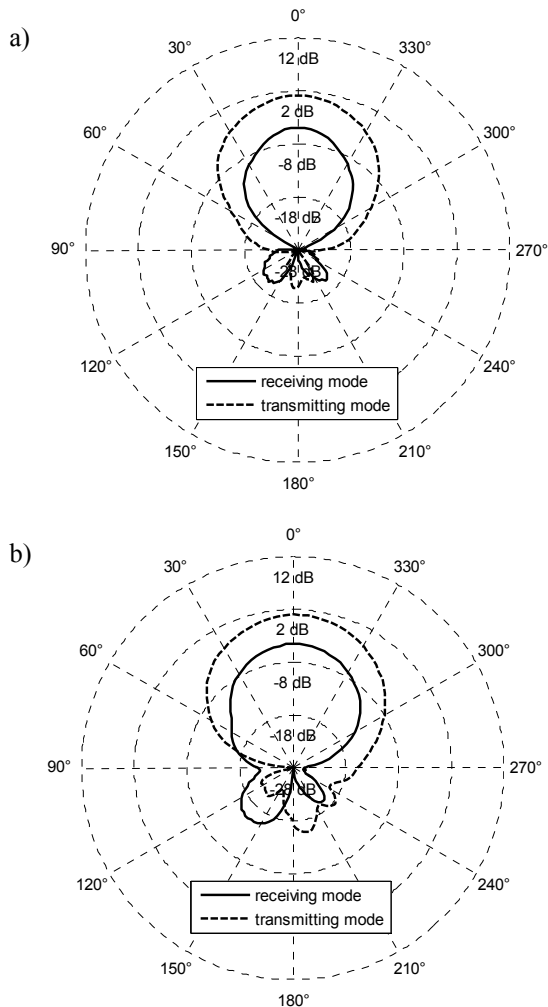 a)
0°
30°
330°
12 dB
60°
300°
2 dB
-8 dB
-18 dB
90°
270°
-28 dB
120°
240°
receiving mode
transmitting mode
150°
210°
180°
b)
0°
30°
330°
12 dB
60°
300°
2 dB
-8 dB
-18 dB
90°
270°
-28 dB
120°
240°
receiving mode
transmitting mode
150°
210°
180°